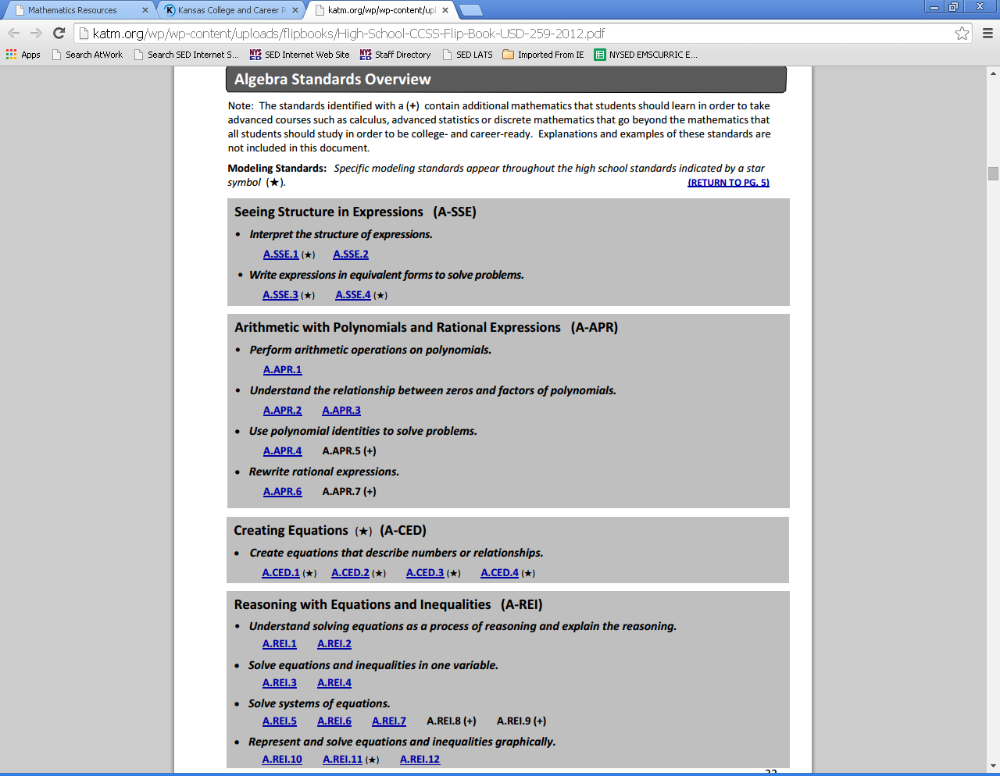 Mathematics Resources
Kansas College and Career R
katm.org/wp/wp-content/upl
katm.org/wp/wp-content/uploads/flipbooks/High-School-CCSS-Flip-Book-USD-259-2012.pdf
Apps Search AtWork Search SED Internet S... NYSED SED Internet Web Site NYSED Staff Directory SED LATS Imported From IE NYSED EMSCURRIC E...
Algebra Standards Overview
Note: The standards identified with a (+) contain additional mathematics that students should learn in order to take
advanced courses such as calculus, advanced statistics or discrete mathematics that go beyond the mathematics that
all students should study in order to be college- and career-ready. Explanations and examples of these standards are
not included in this document.
Modeling Standards: Specific modeling standards appear throughout the high school standards indicated by a star
symbol (★). (RETURN TO PG. 5)
Seeing Structure in Expressions (A-SSE)
• Interpret the structure of expressions.
A.SSE.1 (★) A.SSE.2
• Write expressions in equivalent forms to solve problems.
A.SSE.3 (★) A.SSE.4 (★)
Arithmetic with Polynomials and Rational Expressions (A-APR)
• Perform arithmetic operations on polynomials.
A.APR.1
• Understand the relationship between zeros and factors of polynomials.
A.APR.2 A.APR.3
• Use polynomial identities to solve problems.
A.APR.4 A.APR.5 (+)
• Rewrite rational expressions.
A.APR.6 A.APR.7 (+)
Creating Equations (★) (A-CED)
• Create equations that describe numbers or relationships.
A.CED.1 (★) A.CED.2 (★) A.CED.3 (★) A.CED.4 (★)
Reasoning with Equations and Inequalities (A-REI)
• Understand solving equations as a process of reasoning and explain the reasoning.
A.REI.1 A.REI.2
• Solve equations and inequalities in one variable.
A.REI.3 A.REI.4
• Solve systems of equations.
A.REI.5 A.REI.6 A.REI.7 A.REI.8 (+) A.REI.9 (+)
• Represent and solve equations and inequalities graphically.
A.REI.10 A.REI.11 (★) A.REI.12